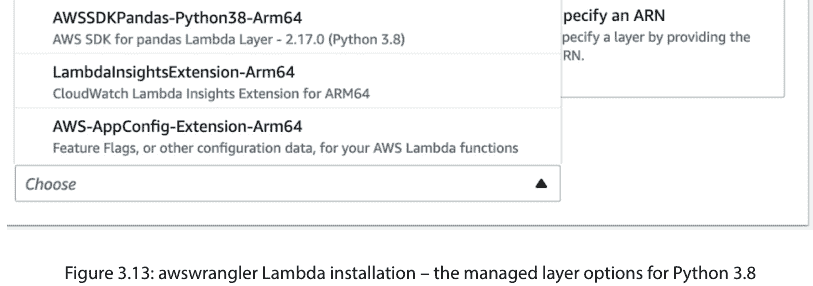 AWSSDKPandas-Python38-Arm64
AWS SDK for pandas Lambda Layer - 2.17.0 (Python 3.8)
LambdaInsightsExtension-Arm64
CloudWatch Lambda Insights Extension for ARM64
AWS-AppConfig-Extension-Arm64
Feature Flags, or other configuration data, for your AWS Lambda functions
Choose
pecify an ARN
pecify a layer by providing the
RN.
Figure 3.13: awswrangler Lambda installation – the managed layer options for Python 3.8